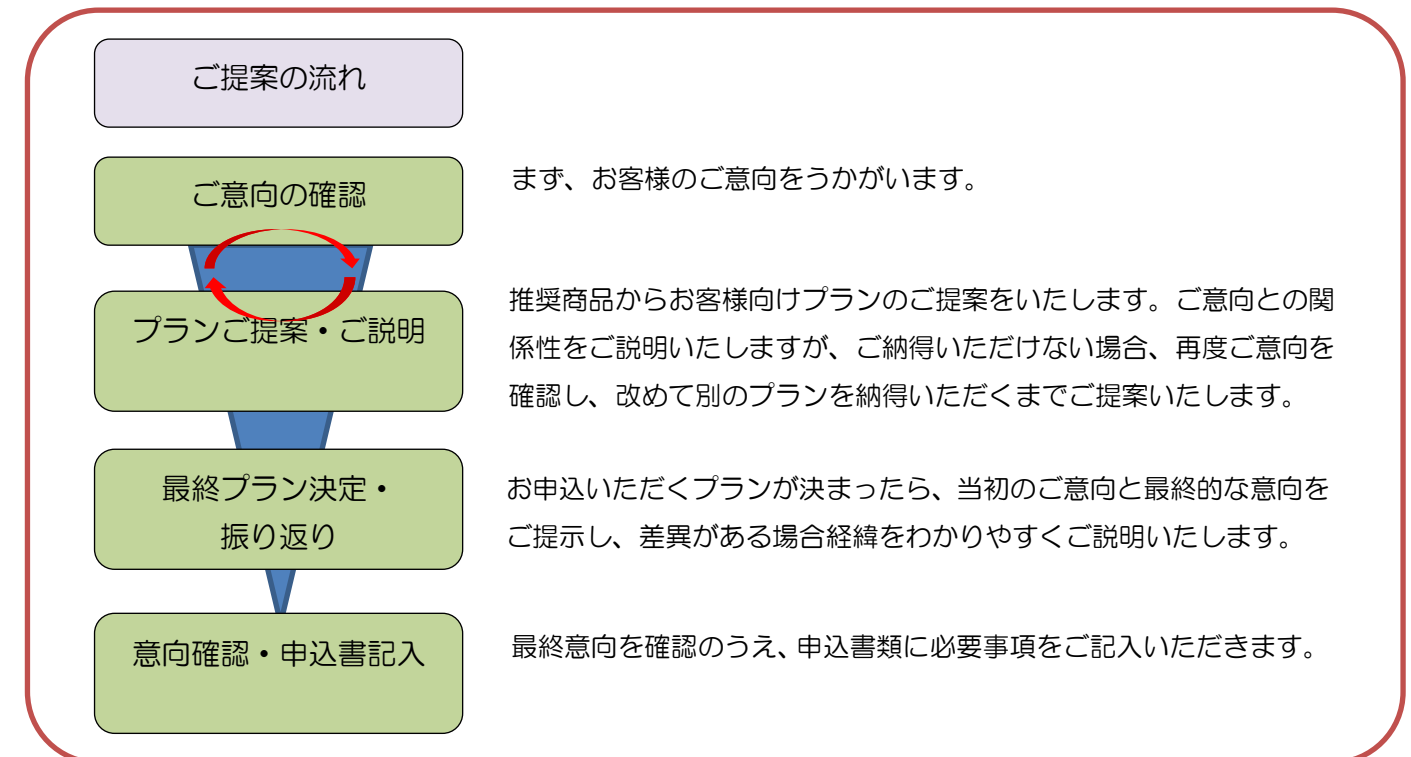 ご提案の流れ
ご意向の確認
まず、お客様のご意向をうかがいます。
プランご提案・ご説明
推奨商品からお客様向けプランのご提案をいたします。ご意向との関
係性をご説明いたしますが、ご納得いただけない場合、再度ご意向を
確認し、改めて別のプランを納得いただくまでご提案いたします。
最終プラン決定・
振り返り
お申込いただくプランが決まったら、当初のご意向と最終的な意向を
ご提示し、差異がある場合経緯をわかりやすくご説明いたします。
意向確認・申込書記入
最終意向を確認のうえ、申込書類に必要事項をご記入いただきます。